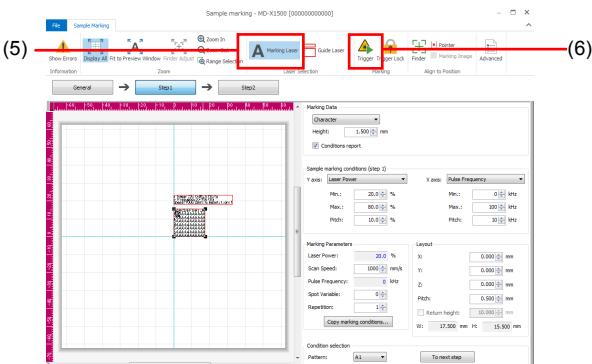 Sample marking - MD-X1500 [000000000000]
File
Sample Marking
(5)
(6)
Show Errors
Display All
Fit to Preview Window
Finder Adjust
Zoom In
Range Selection
Marking Laser
Guide Laser
Trigger
Trigger Lock
Finder
Pointer
Marking Image
Advanced
Information
Zoom
Laser Selection
Marking
Align to Position
General
Step1
Step2
Marking Data
Character
Height: 1.500 mm
Conditions report
Sample marking conditions (step 1)
Y axis: Laser Power
X axis: Pulse Frequency
Min.: 20.0 %
Min.: 0 kHz
Max.: 80.0 %
Max.: 100 kHz
Pitch: 10.0 %
Pitch: 10 kHz
Marking Parameters
Layout
Laser Power: 20.0 %
X: 0.000 mm
Scan Speed: 1000 mm/s
Y: 0.000 mm
Pulse Frequency: 0 kHz
Z: 0.000 mm
Spot Variable: 0
Pitch: 0.500 mm
Repetition: 1
Return height: 10.000 mm
Copy marking conditions...
W: 17.500 mm H: 15.500 mm
Condition selection
Pattern: A1
To next step